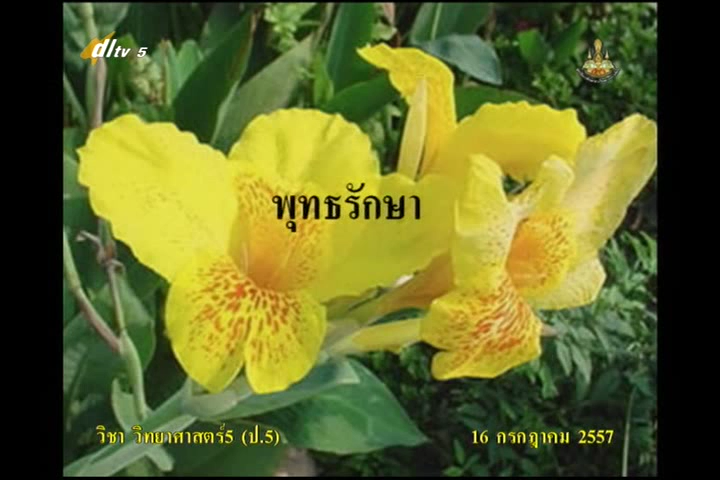 dltv 5
พุทธรักษา
วิชา วิทยาศาสตร์5 (ป.5)
16 กรกฎาคม 2557